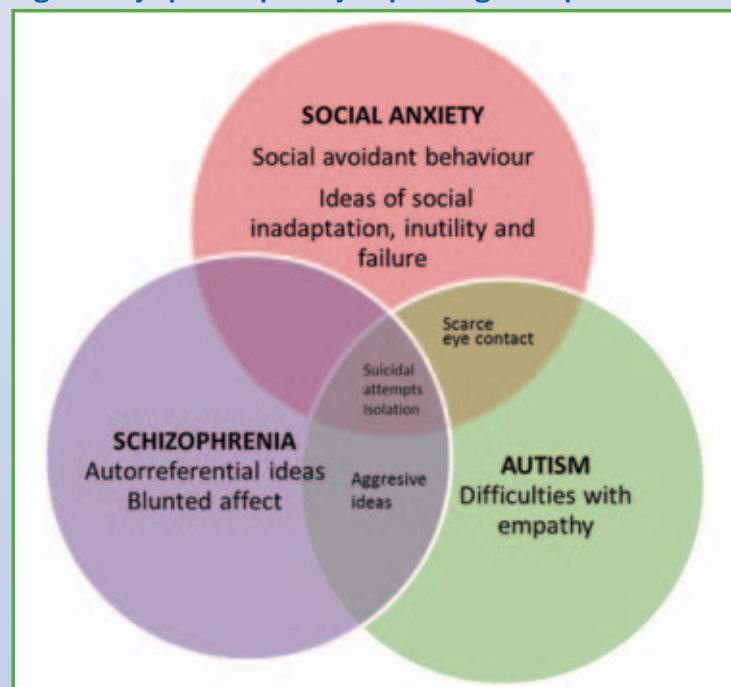 SOCIAL ANXIETY
Social avoidant behaviour
Ideas of social
inadaptation, inutility and
failure
Scarce
eye contact
Suicidal
attempts
Isolation
SCHIZOPHRENIA
Autorreferential ideas
Blunted affect
Aggresive
ideas
AUTISM
Difficulties with
empathy